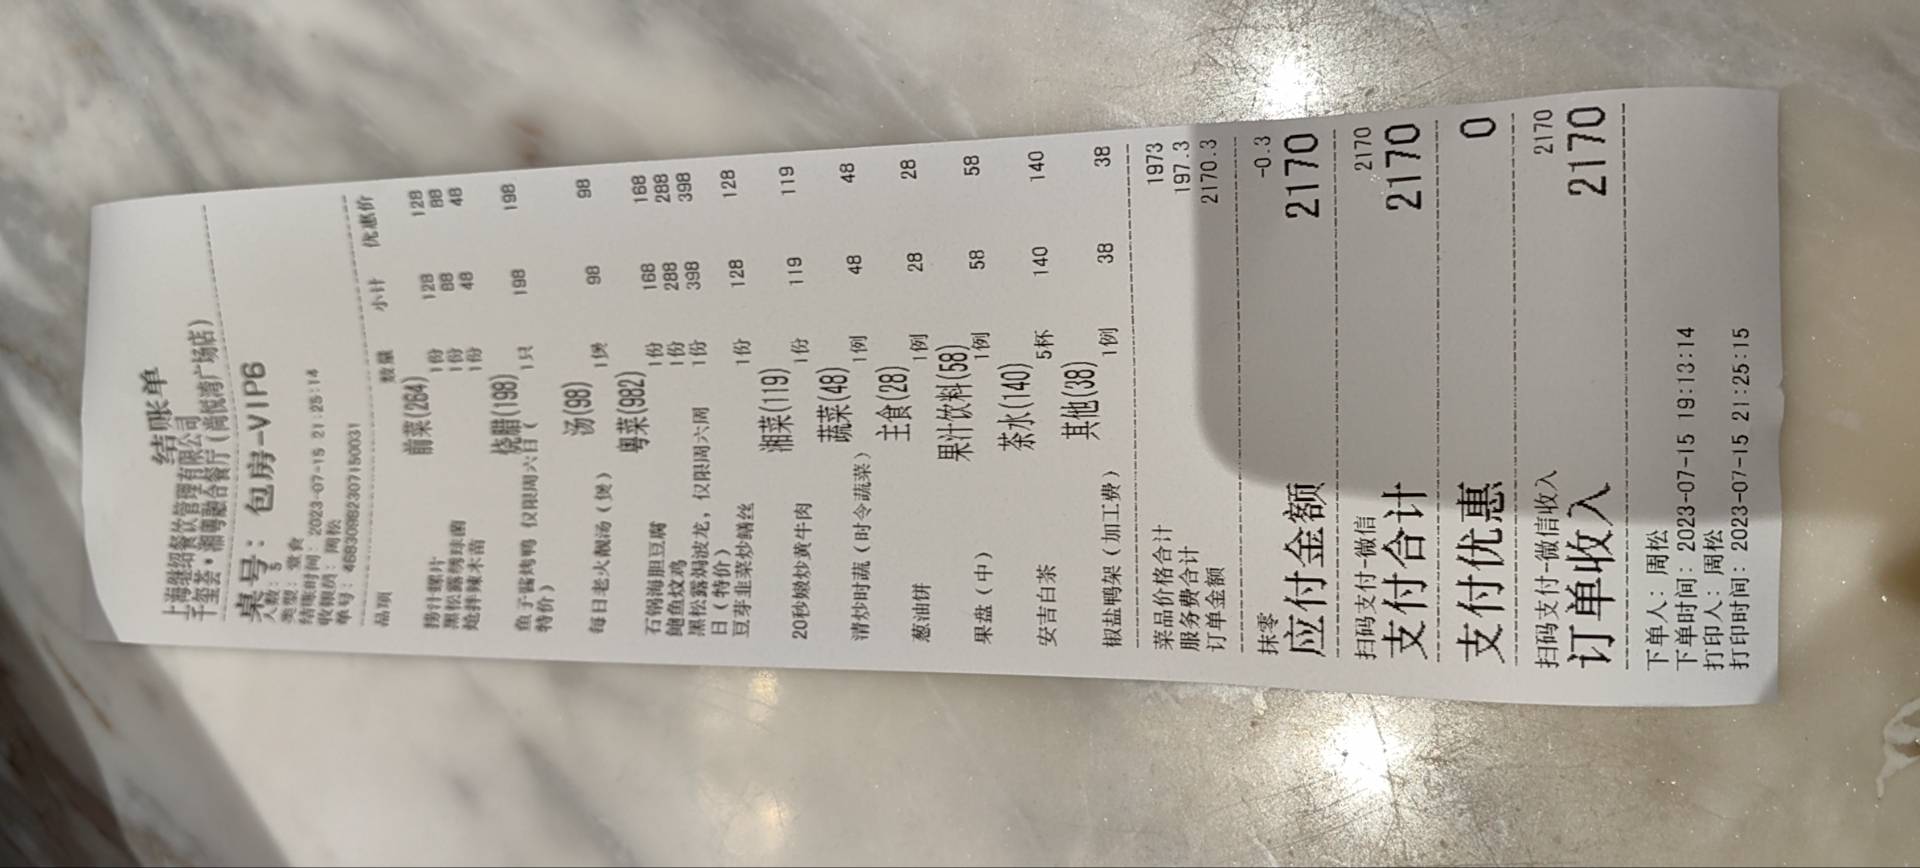 结账单
上海继绍餐饮管理有限公司
千玺荟·湘粤融合餐厅(尚悦湾广场店)
桌号: 包房-VIP6
人数: 5
类型: 堂食
结账时间: 2023-07-15 21:25:14
收银员: 周松
单号:
品项 数量 小计 优惠价
前菜(264)
捞汁螺片 1份 128 128
黑松露绣球菌 1份 88 88
炝拌辣木苗 1份 48 48
烧腊(198)
鱼子酱烤鸭 仅限周六日( 1只 198 198
特价)
汤(98)
每日老火靓汤(煲) 1煲 98 98
粤菜(982)
石锅海胆豆腐 1份 168 168
鲍鱼炆鸡 1份 288 288
黑松露焗波龙, 仅限周六周 1份 398 398
日(特价)
豆芽韭菜炒鳝丝 1份 128 128
湘菜(119)
20秒嫩炒黄牛肉 1份 119 119
蔬菜(48)
清炒时蔬(时令蔬菜) 1例 48 48
主食(28)
葱油饼 1例 28 28
果汁饮料(58)
果盘(中) 1例 58 58
茶水(140)
安吉白茶 5杯 140 140
其他(38)
椒盐鸭架(加工费) 1例 38 38
菜品价格合计 1973
服务费合计 197.3
订单金额 2170.3
抹零 -0.3
应付金额 2170
扫码支付-微信 2170
支付合计 2170
支付优惠 0
扫码支付-微信收入 2170
订单收入 2170
下单人: 周松
下单时间: 2023-07-15 19:13:14
打印人: 周松
打印时间: 2023-07-15 21:25:15